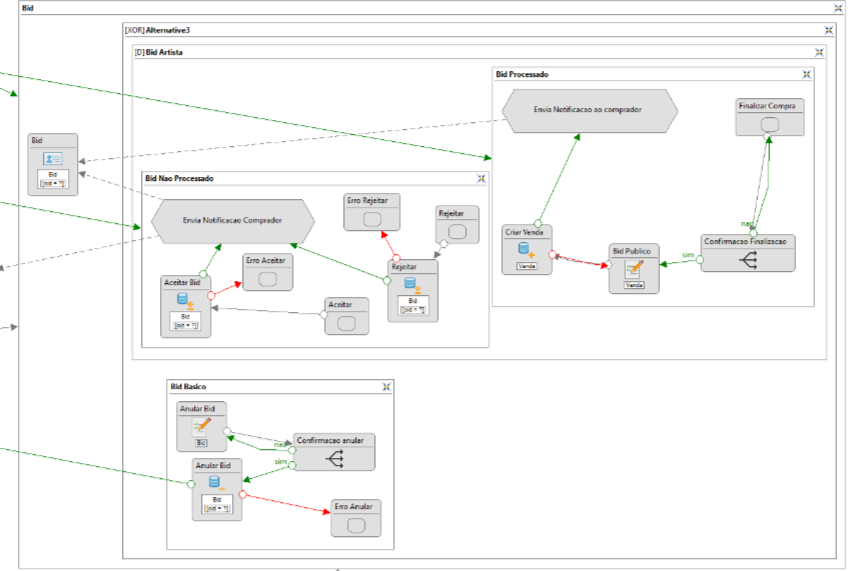 Bid
[XOR] Alternative3
[D] Bid Artista
Bid Processado
Envia Notificacao ao comprador
Finalizar Compra
Bid
Bid
[[oid = ?]]
Bid Nao Processado
Envia Notificacao Comprador
Erro Rejeitar
Rejeitar
Criar Venda
Venda
nao
Confirmacao Finalizacao
sim
Bid Publico
Venda
Erro Aceitar
Rejeitar
Bid
[[oid = ?]]
Aceitar Bid
Bid
[[oid = ?]]
Aceitar
Bid Basico
Anular Bid
Bid
nao
Confirmacao anular
sim
Anular Bid
Bid
[[oid = ?]]
Erro Anular